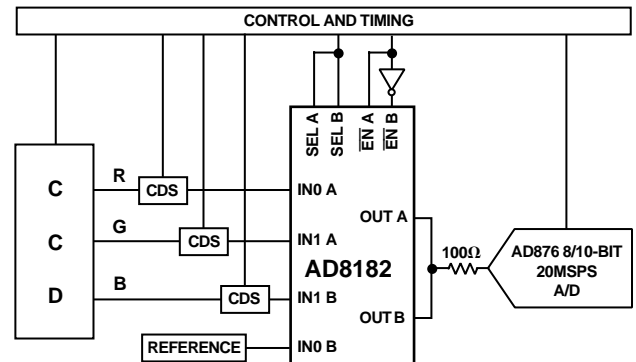 CONTROL AND TIMING
SEL A
SEL B
EN A
EN B
C
C
D
R
G
B
CDS
CDS
CDS
REFERENCE
IN0 A
IN1 A
IN1 B
IN0 B
AD8182
OUT A
OUT B
100Ω
AD876 8/10-BIT
20MSPS
A/D